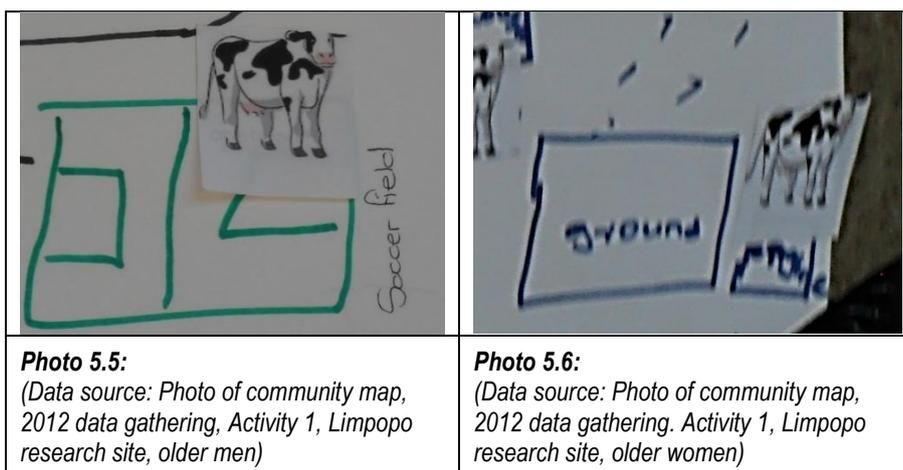 Soccer field
ground
Photo 5.5:
(Data source: Photo of community map,
2012 data gathering, Activity 1, Limpopo
research site, older men)
Photo 5.6:
(Data source: Photo of community map,
2012 data gathering. Activity 1, Limpopo
research site, older women)